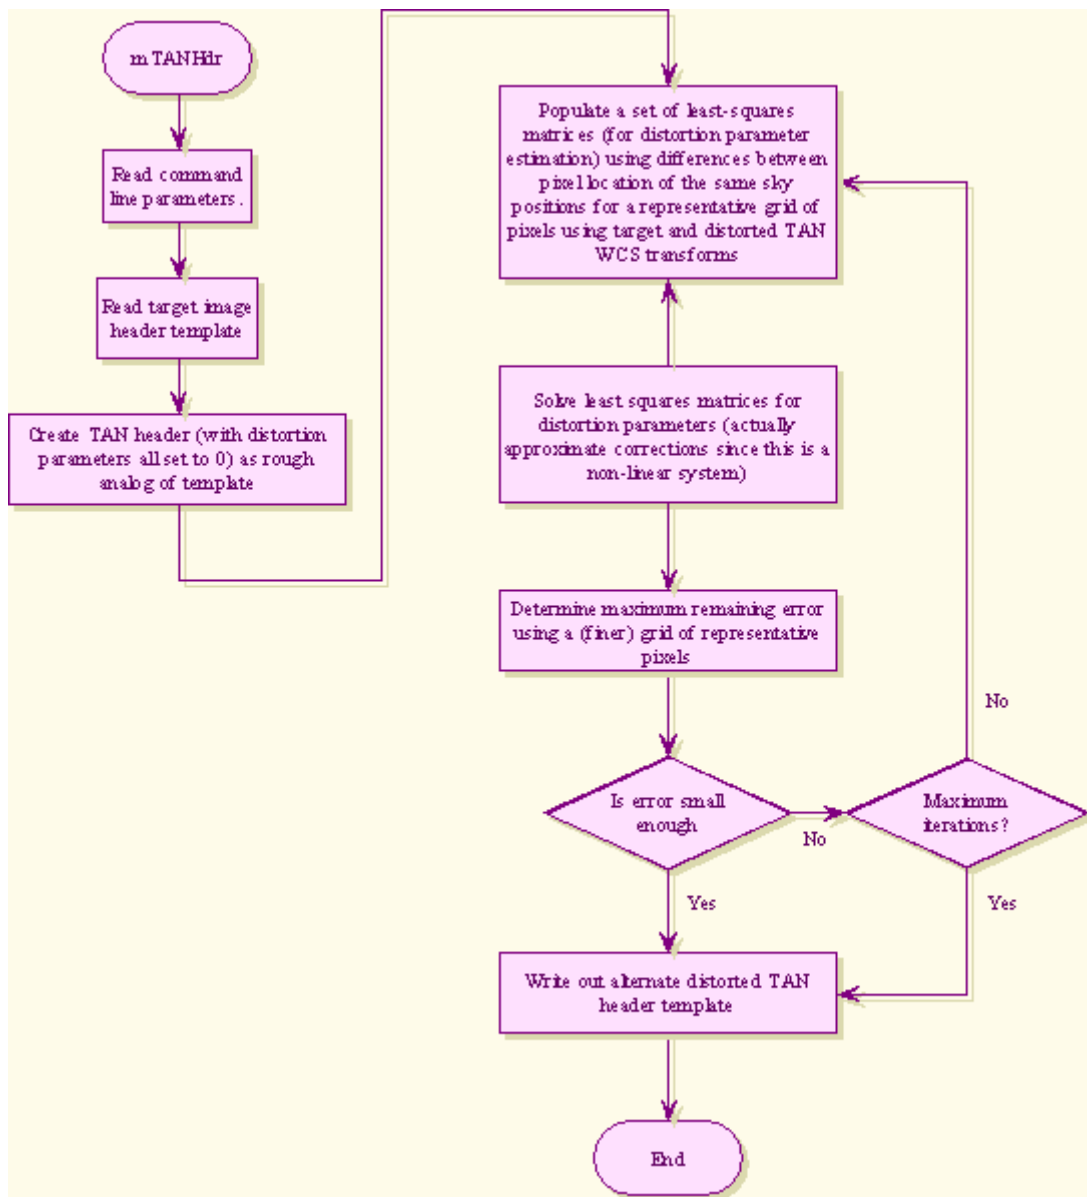 m TANHdr
Read command
line parameters .
Read target image
header template
Create TAN header (with distortion
parameters all set to 0) as rough
analog of template
Populate a set of least-squares
matrices (for distortion parameter
estimation) using differences between
pixel location of the same sky
positions for a representative grid of
pixels using target and distorted TAN
WCS transforms
Solve least squares matrices for
distortion parameters (actually
approximate corrections since this is a
non-linear system)
Determine maximum remaining error
using a (finer) grid of representative
pixels
No
Is error small
enough
No
Maximum
iterations?
Yes
Yes
Write out alternate distorted TAN
header template
End